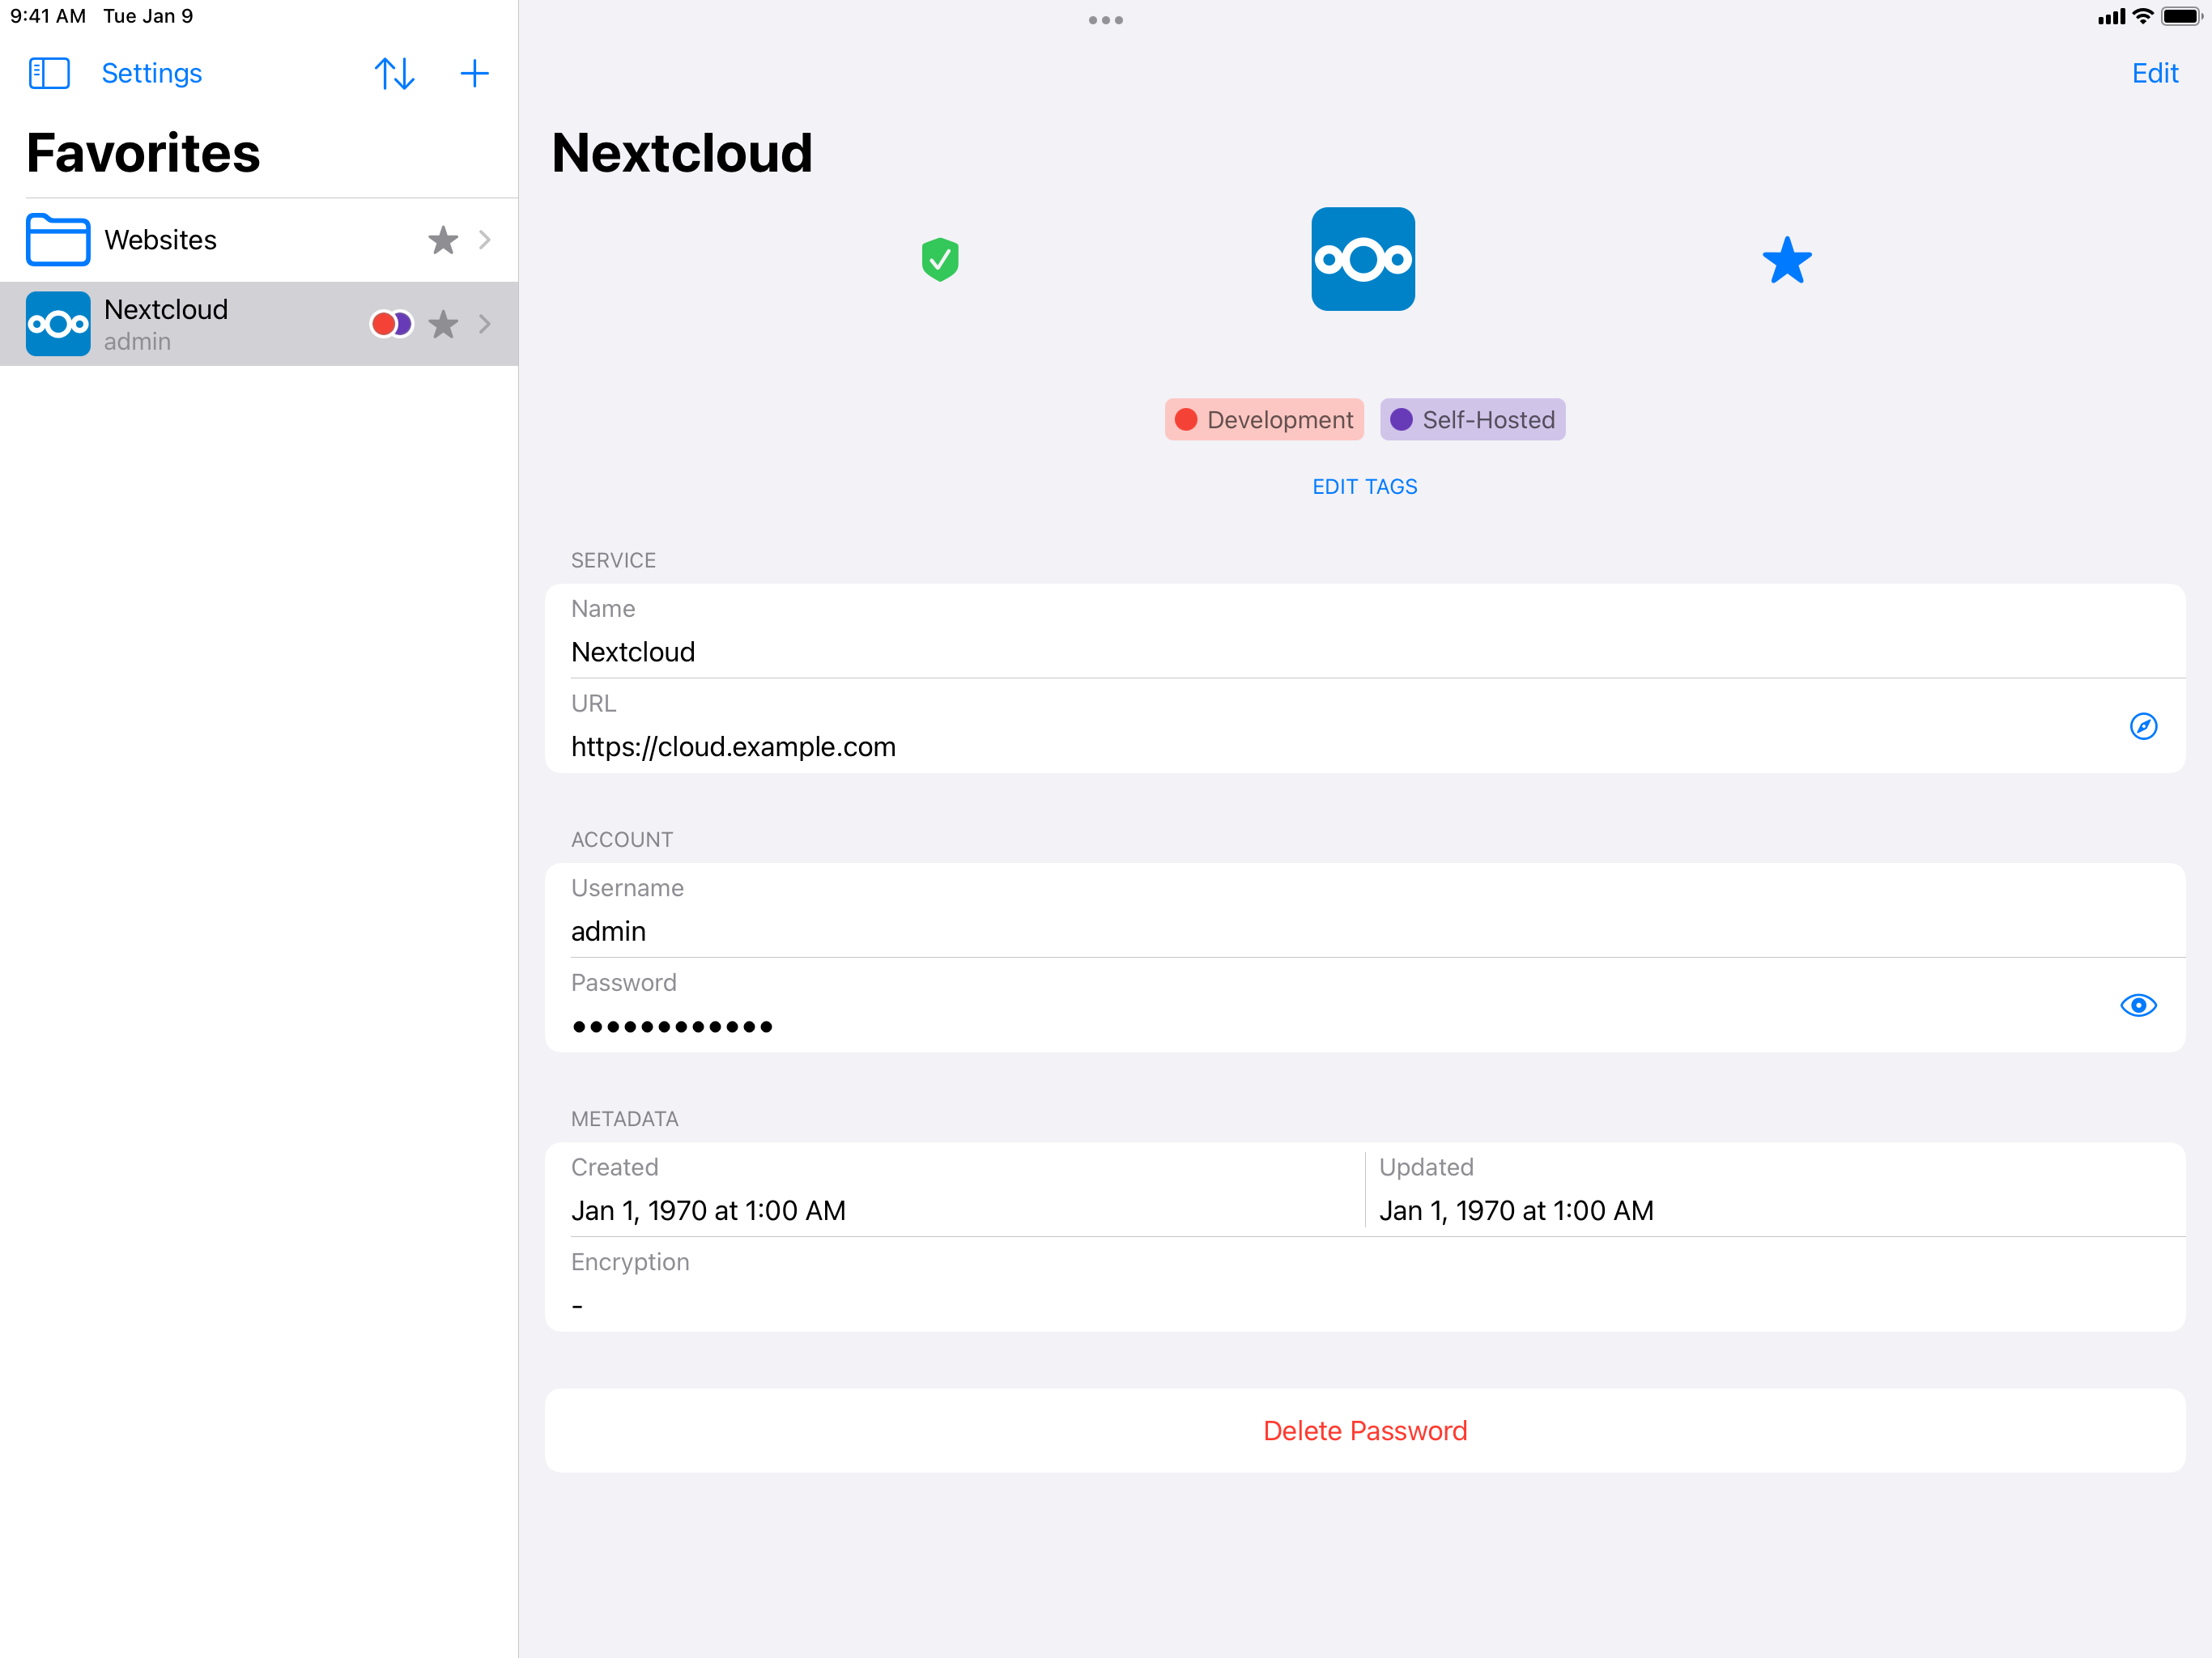 9:41 AM Tue Jan 9
Settings
Edit
Favorites
Websites
Nextcloud
admin
Nextcloud
Development
Self-Hosted
EDIT TAGS
SERVICE
Name
Nextcloud
URL
https://cloud.example.com
ACCOUNT
Username
admin
Password
••••••••••••
METADATA
Created
Jan 1, 1970 at 1:00 AM
Updated
Jan 1, 1970 at 1:00 AM
Encryption
-
Delete Password